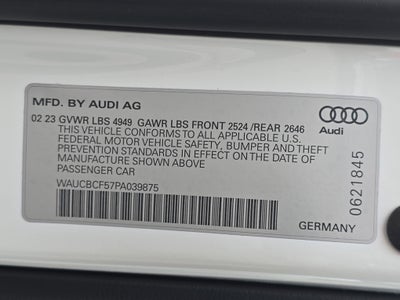 MFD. BY AUDI AG
02 23 GVWR LBS 4949 GAWR LBS FRONT 2524 /REAR 2646
THIS VEHICLE CONFORMS TO ALL APPLICABLE U.S.
FEDERAL MOTOR VEHICLE SAFETY, BUMPER AND THEFT
PREVENTION STANDARDS IN EFFECT ON THE DATE OF
MANUFACTURE SHOWN ABOVE
PASSENGER CAR
WAUCBCF57PA039875
GERMANY
Audi
0621845